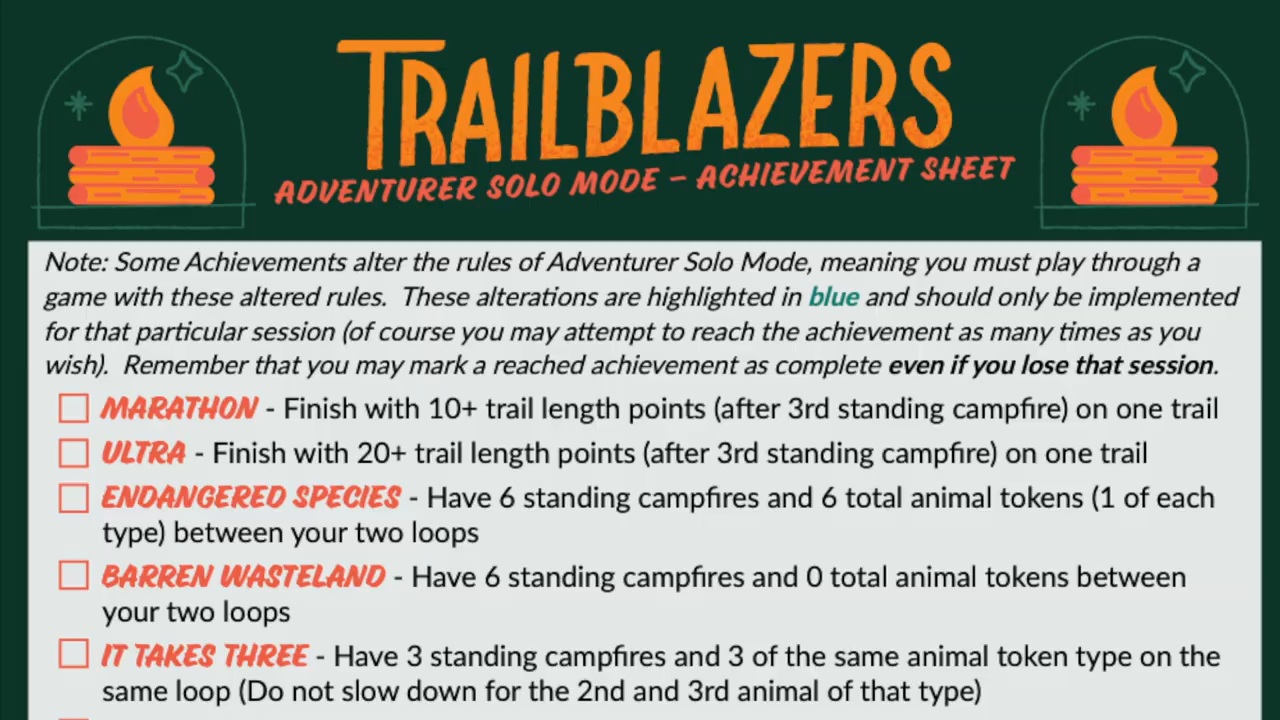 TRAILBLAZERS
ADVENTURER SOLO MODE – ACHIEVEMENT SHEET
Note: Some Achievements alter the rules of Adventurer Solo Mode, meaning you must play through a
game with these altered rules.  These alterations are highlighted in blue and should only be implemented
for that particular session (of course you may attempt to reach the achievement as many times as you
wish).  Remember that you may mark a reached achievement as complete even if you lose that session.
MARATHON - Finish with 10+ trail length points (after 3rd standing campfire) on one trail
ULTRA - Finish with 20+ trail length points (after 3rd standing campfire) on one trail
ENDANGERED SPECIES - Have 6 standing campfires and 6 total animal tokens (1 of each
type) between your two loops
BARREN WASTELAND - Have 6 standing campfires and 0 total animal tokens between
your two loops
IT TAKES THREE - Have 3 standing campfires and 3 of the same animal token type on the
same loop (Do not slow down for the 2nd and 3rd animal of that type)